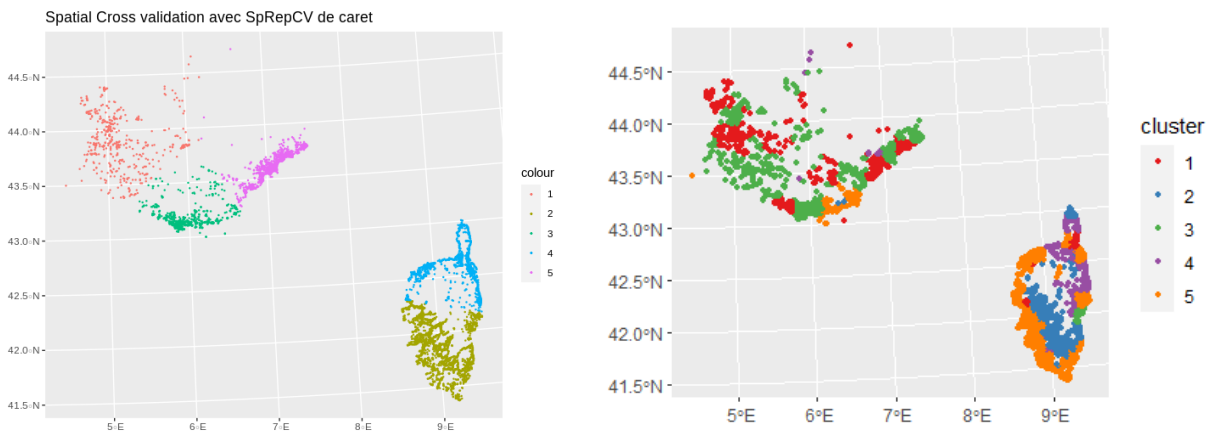 Spatial Cross validation avec SpRepCV de caret
44.5°N
44.0°N
43.5°N
43.0°N
42.5°N
42.0°N
41.5°N
5°E
6°E
7°E
8°E
9°E
colour
1
2
3
4
5
44.5°N
44.0°N
43.5°N
43.0°N
42.5°N
42.0°N
41.5°N
5°E
6°E
7°E
8°E
9°E
cluster
1
2
3
4
5